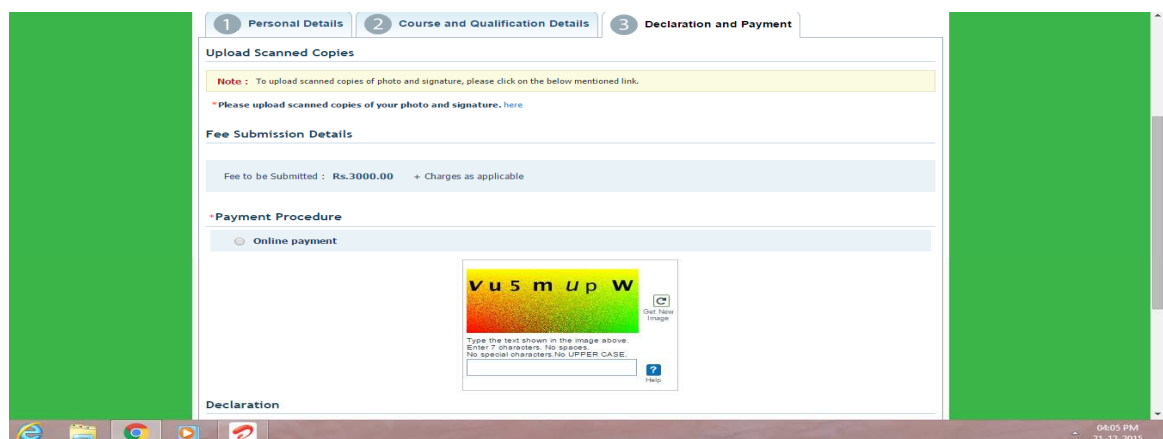 1 Personal Details 2 Course and Qualification Details 3 Declaration and Payment
Upload Scanned Copies
Note : To upload scanned copies of photo and signature, please click on the below mentioned link.
*Please upload scanned copies of your photo and signature. here
Fee Submission Details
Fee to be Submitted : Rs.3000.00 + Charges as applicable
*Payment Procedure
Online payment
v u 5 m u p W
Get New
Image
Type the text shown in the image above.
Enter 7 characters. No spaces.
No special characters.No UPPER CASE.
?
Help
Declaration
04:05 PM
21-12-2015